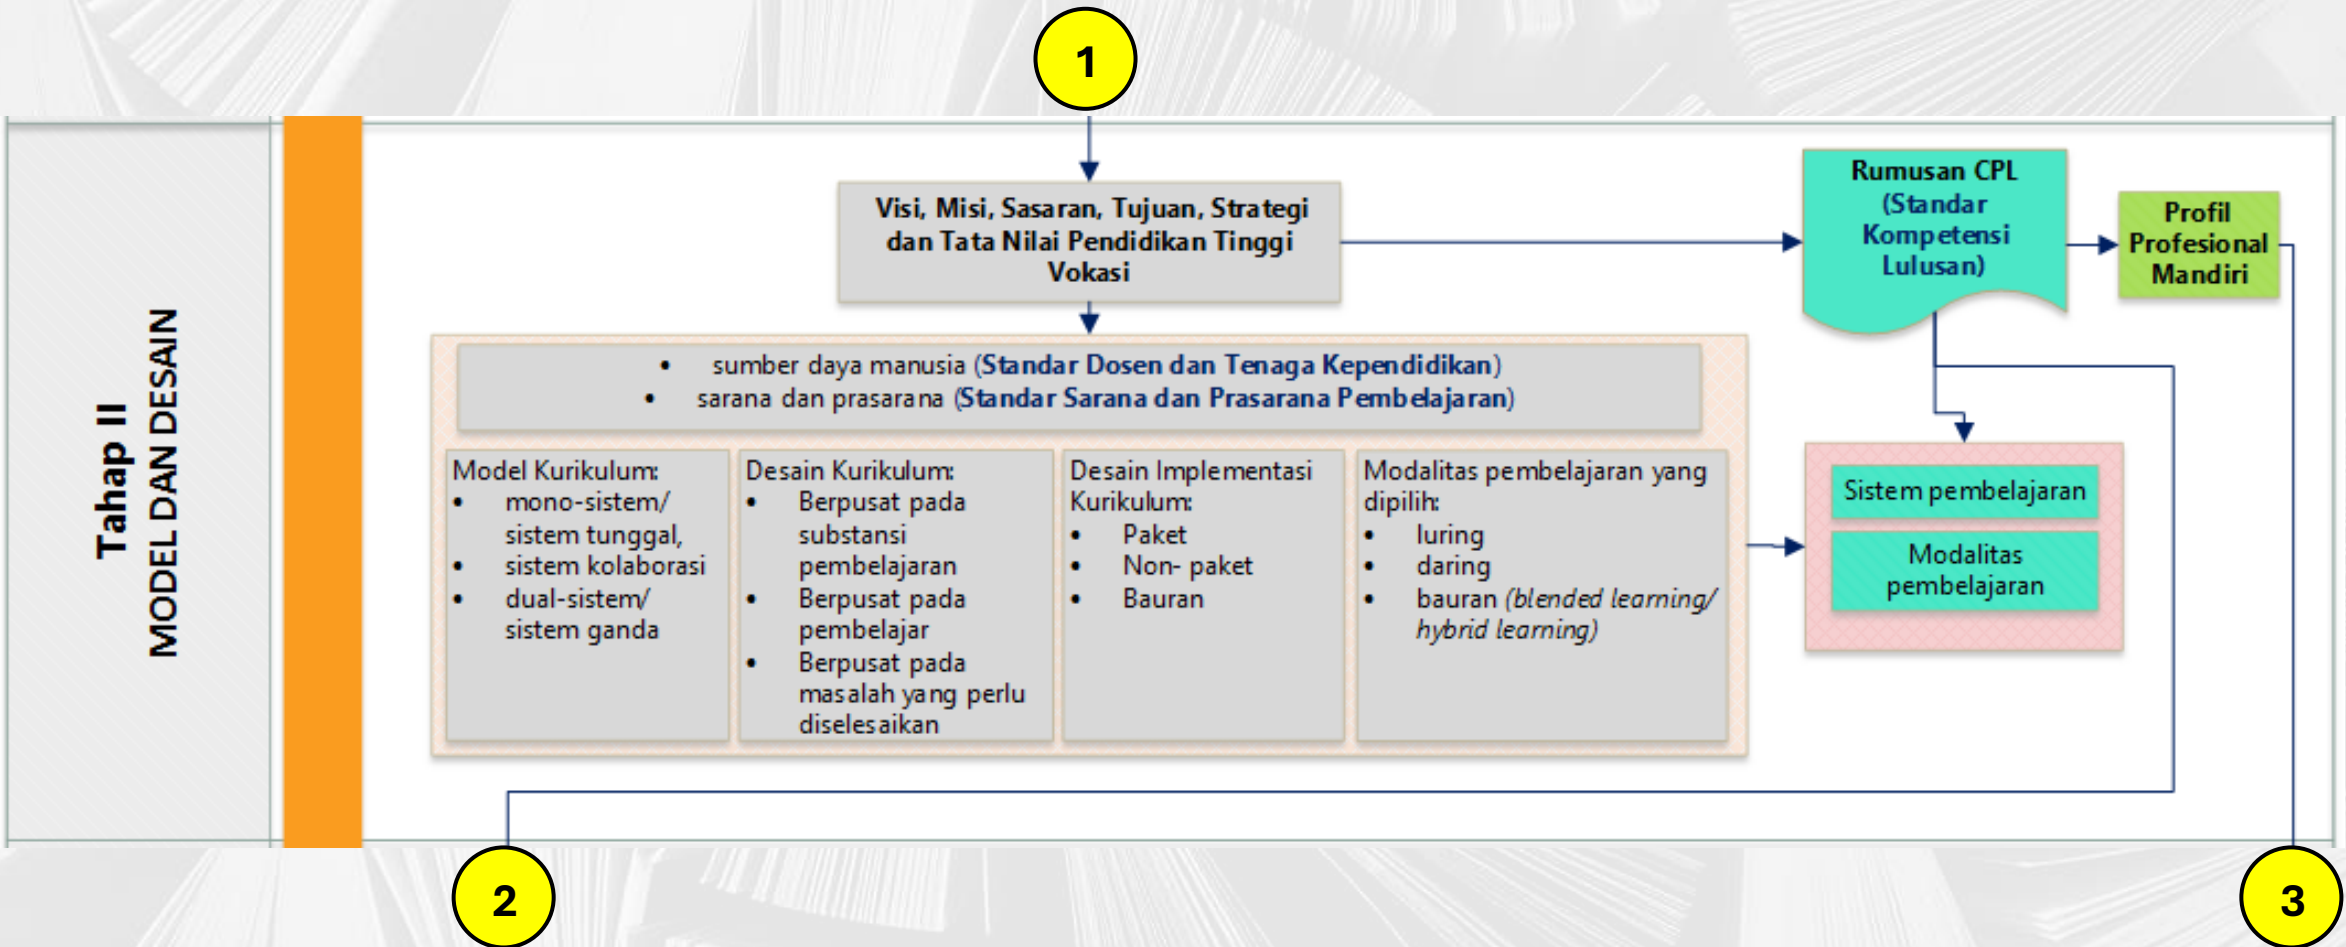 1
Tahap II
MODEL DAN DESAIN
Visi, Misi, Sasaran, Tujuan, Strategi
dan Tata Nilai Pendidikan Tinggi
Vokasi
Rumusan CPL
(Standar
Kompetensi
Lulusan)
Profil
Profesional
Mandiri
• sumber daya manusia (Standar Dosen dan Tenaga Kependidikan)
• sarana dan prasarana (Standar Sarana dan Prasarana Pembelajaran)
Model Kurikulum:
• mono-sistem/
sistem tunggal,
• sistem kolaborasi
• dual-sistem/
sistem ganda
Desain Kurikulum:
• Berpusat pada
substansi
pembelajaran
• Berpusat pada
pembelajar
• Berpusat pada
masalah yang perlu
diselesaikan
Desain Implementasi
Kurikulum:
• Paket
• Non- paket
• Bauran
Modalitas pembelajaran yang
dipilih:
• luring
• daring
• bauran (blended learning/
hybrid learning)
Sistem pembelajaran
Modalitas
pembelajaran
2
3